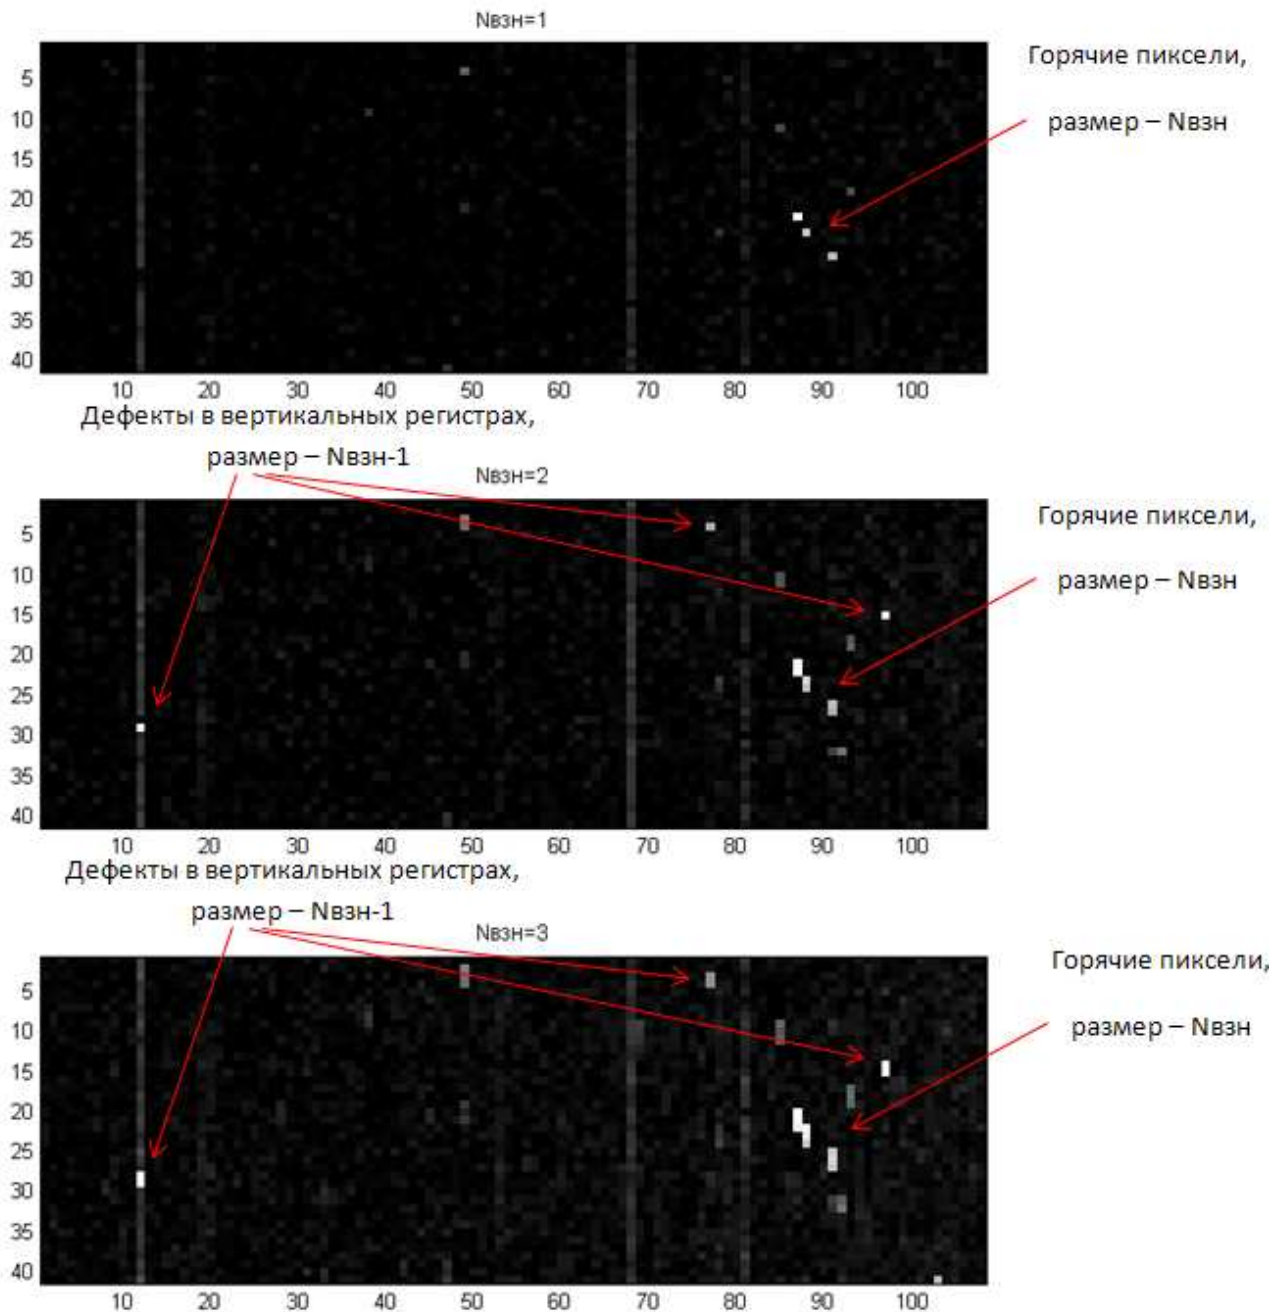 Nвзн=1
Горячие пиксели,
размер – Nвзн
5
10
15
20
25
30
35
40
10 20 30 40 50 60 70 80 90 100
Дефекты в вертикальных регистрах,
размер – Nвзн-1
Nвзн=2
Горячие пиксели,
размер – Nвзн
5
10
15
20
25
30
35
40
10 20 30 40 50 60 70 80 90 100
Дефекты в вертикальных регистрах,
размер – Nвзн-1
Nвзн=3
Горячие пиксели,
размер – Nвзн
5
10
15
20
25
30
35
40
10 20 30 40 50 60 70 80 90 100